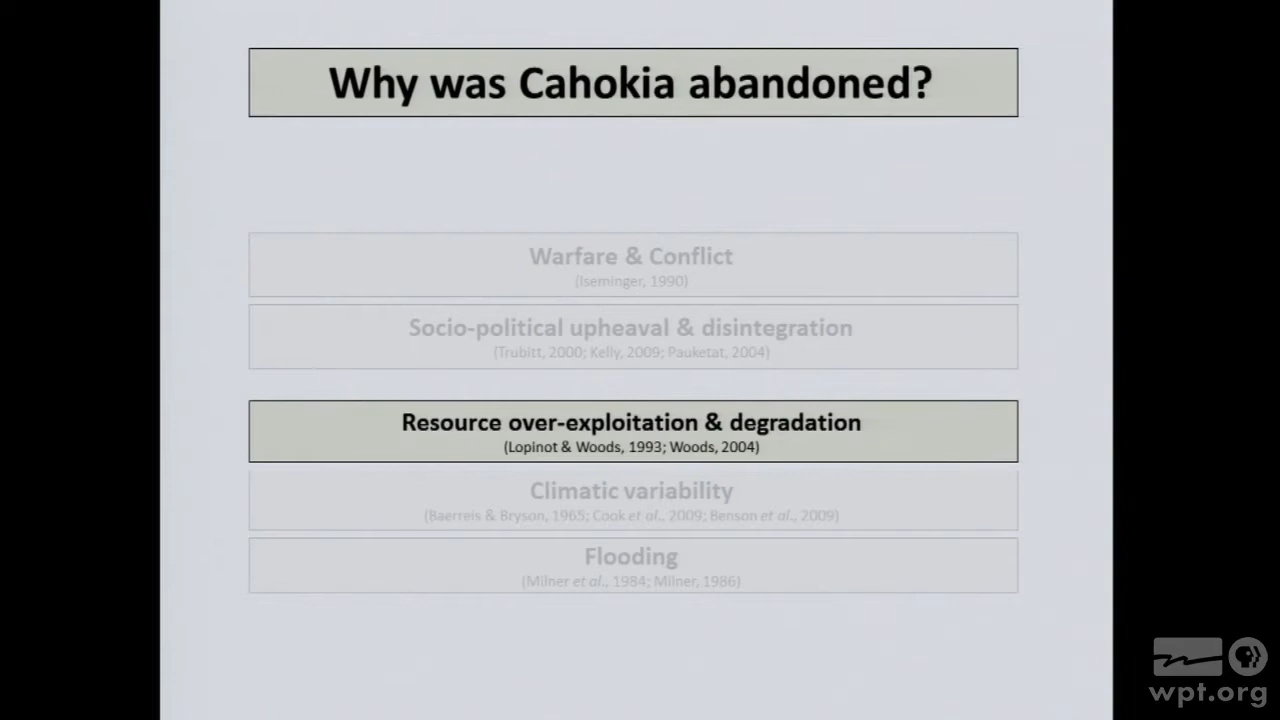 Why was Cahokia abandoned?
Warfare & Conflict
(Iseminger, 1990)
Socio-political upheaval & disintegration
(Trubitt, 2000; Kelly, 2009; Pauketat, 2004)
Resource over-exploitation & degradation
(Lopinot & Woods, 1993; Woods, 2004)
Climatic variability
(Baerreis & Bryson, 1965; Cook et al., 2009; Benson et al., 2009)
Flooding
(Milner et al., 1984; Milner, 1986)
wpt.org